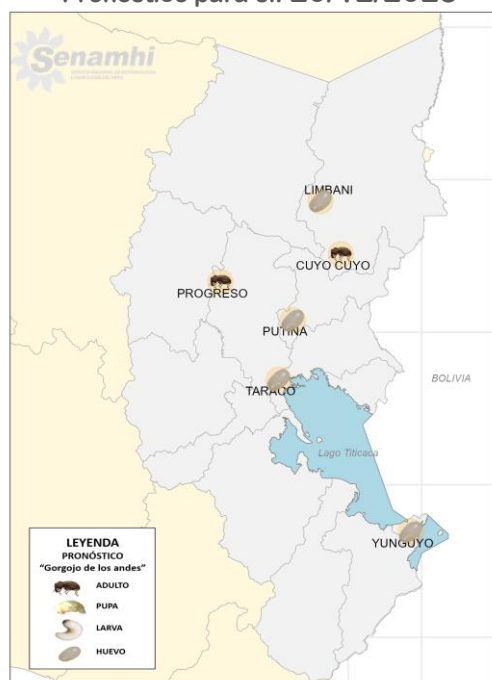 Senamhi
LIMBANI
CUYO CUYO
PROGRESO
PUTINA
TARACO
BOLIVIA
Lago Titicaca
YUNGUYO
LEYENDA
PRONÓSTICO
"Gorgojo de los andes"
ADULTO
PUPA
LARVA
HUEVO